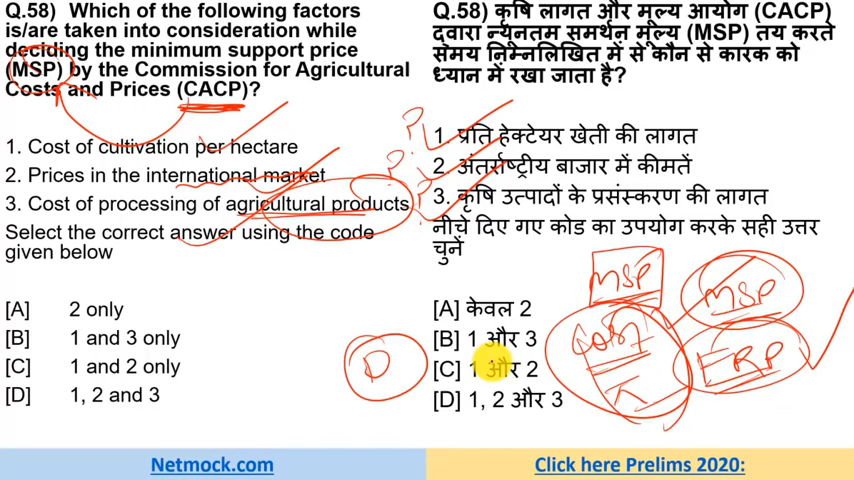 Q.58) Which of the following factors
is/are taken into consideration while
deciding the minimum support price
(MSP) by the Commission for Agricultural
Costs and Prices (CACP)?
1. Cost of cultivation per hectare
2. Prices in the international market
3. Cost of processing of agricultural products
Select the correct answer using the code
given below
[A] 2 only
[B] 1 and 3 only
[C] 1 and 2 only
[D] 1, 2 and 3
D
Q.58) कृषि लागत और मूल्य आयोग (CACP)
द्वारा न्यूनतम समर्थन मूल्य (MSP) तय करते
समय निम्नलिखित में से कौन से कारक को
ध्यान में रखा जाता है?
1. प्रति हेक्टेयर खेती की लागत
2. अंतर्राष्ट्रीय बाजार में कीमतें
3. कृषि उत्पादों के प्रसंस्करण की लागत
नीचे दिए गए कोड का उपयोग करके सही उत्तर
चुनें
[A] केवल 2
[B] 1 और 3
[C] 1 और 2
[D] 1, 2 और 3
MSP
MSP
FRP
Netmock.com
Click here Prelims 2020: